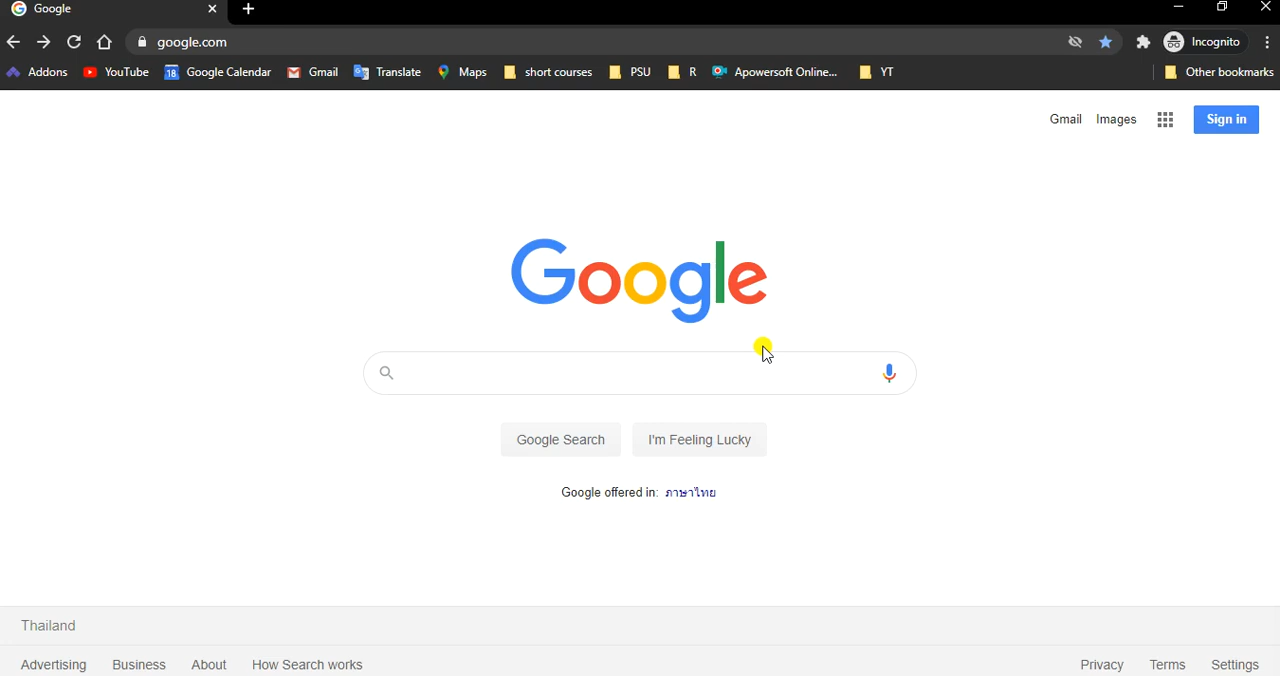 Google
google.com Incognito
Addons YouTube 18 Google Calendar Gmail Translate Maps short courses PSU R Apowersoft Online... YT Other bookmarks
Gmail Images Sign in
Google
Google Search I'm Feeling Lucky
Google offered in: ภาษาไทย
Thailand
Advertising Business About How Search works Privacy Terms Settings